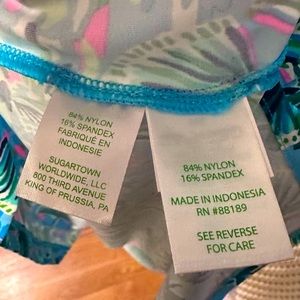 84% NYLON
16% SPANDEX
FABRIQUÉ EN
INDONESIE
SUGARTOWN
WORLDWIDE, LLC
800 THIRD AVENUE
KING OF PRUSSIA, PA
84% NYLON
16% SPANDEX
MADE IN INDONESIA
RN #88189
SEE REVERSE
FOR CARE